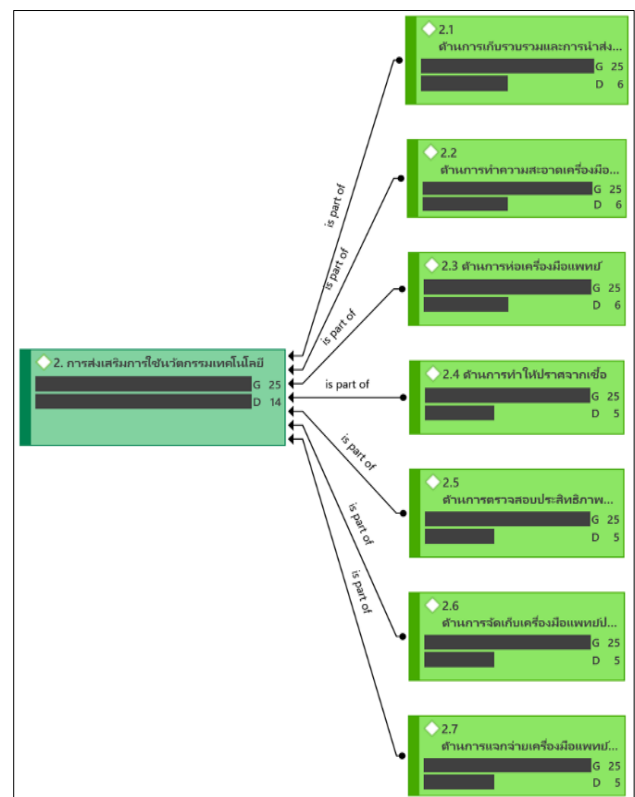 2.1
ด้านการเก็บรวบรวมและการนำส่ง...
G 25
D 6
2.2
ด้านการทำความสะอาดเครื่องมือ...
G 25
D 6
2.3 ด้านการห่อเครื่องมือแพทย์
G 25
D 6
2. การส่งเสริมการใช้นวัตกรรมเทคโนโลยี
G 25
D 14
2.4 ด้านการทำให้ปราศจากเชื้อ
G 25
D 5
2.5
ด้านการตรวจสอบประสิทธิภาพ...
G 25
D 5
2.6
ด้านการจัดเก็บเครื่องมือแพทย์ป...
G 25
D 5
2.7
ด้านการแจกจ่ายเครื่องมือแพทย์...
G 25
D 5
is part of
is part of
is part of
is part of
is part of
is part of
is part of